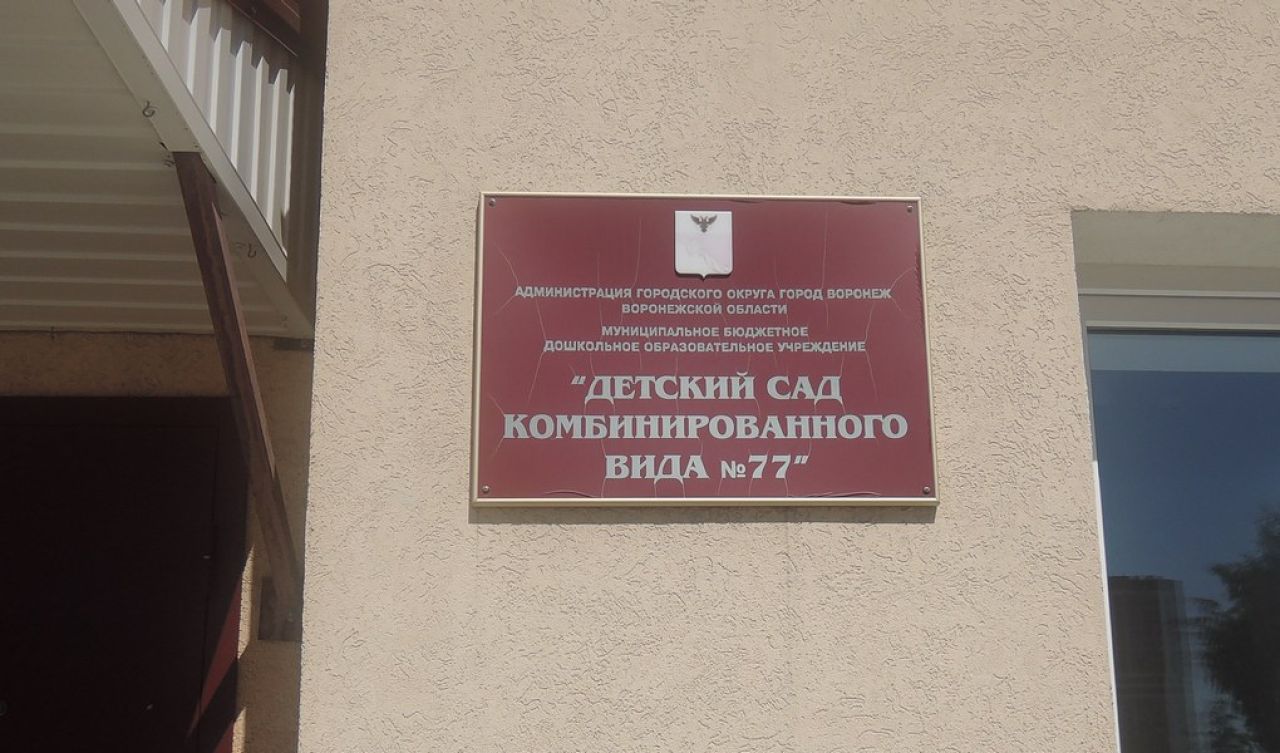 АДМИНИСТРАЦИЯ ГОРОДСКОГО ОКРУГА ГОРОД ВОРОНЕЖ
ВОРОНЕЖСКОЙ ОБЛАСТИ
МУНИЦИПАЛЬНОЕ БЮДЖЕТНОЕ
ДОШКОЛЬНОЕ ОБРАЗОВАТЕЛЬНОЕ УЧРЕЖДЕНИЕ
"ДЕТСКИЙ САД
КОМБИНИРОВАННОГО
ВИДА №77"